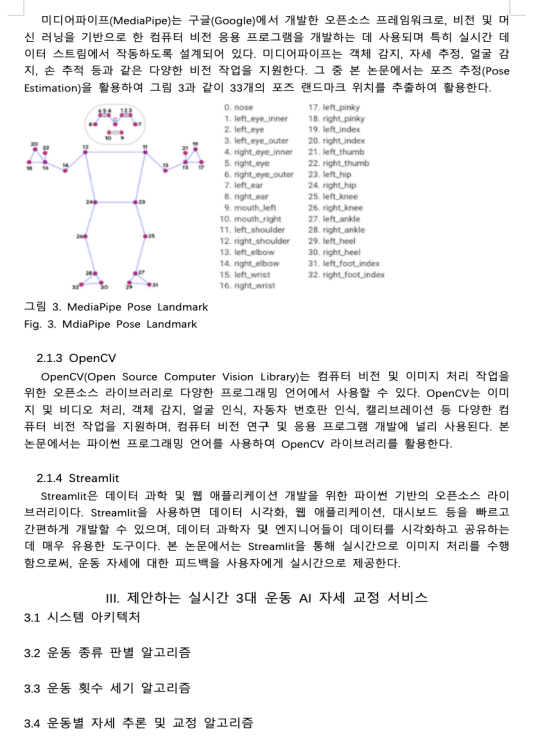 미디어파이프(MediaPipe)는 구글(Google)에서 개발한 오픈소스 프레임워크로, 비전 및 머
신 러닝을 기반으로 한 컴퓨터 비전 응용 프로그램을 개발하는 데 사용되며 특히 실시간 데
이터 스트림에서 작동하도록 설계되어 있다. 미디어파이프는 객체 감지, 자세 추정, 얼굴 감
지, 손 추적 등과 같은 다양한 비전 작업을 지원한다. 그 중 본 논문에서는 포즈 추정(Pose
Estimation)을 활용하여 그림 3과 같이 33개의 포즈 랜드마크 위치를 추출하여 활용한다.
0. nose
1. left_eye_inner
2. left_eye
3. left_eye_outer
4. right_eye_inner
5. right_eye
6. right_eye_outer
7. left_ear
8. right_ear
9. mouth_left
10. mouth_right
11. left_shoulder
12. right_shoulder
13. left_elbow
14. right_elbow
15. left_wrist
16. right_wrist
17. left_pinky
18. right_pinky
19. left_index
20. right_index
21. left_thumb
22. right_thumb
23. left_hip
24. right_hip
25. left_knee
26. right_knee
27. left_ankle
28. right_ankle
29. left_heel
30. right_heel
31. left_foot_index
32. right_foot_index
그림 3. MediaPipe Pose Landmark
Fig. 3. MdiaPipe Pose Landmark
2.1.3 OpenCV
OpenCV(Open Source Computer Vision Library)는 컴퓨터 비전 및 이미지 처리 작업을
위한 오픈소스 라이브러리로 다양한 프로그래밍 언어에서 사용할 수 있다. OpenCV는 이미
지 및 비디오 처리, 객체 감지, 얼굴 인식, 자동차 번호판 인식, 캘리브레이션 등 다양한 컴
퓨터 비전 작업을 지원하며, 컴퓨터 비전 연구 및 응용 프로그램 개발에 널리 사용된다. 본
논문에서는 파이썬 프로그래밍 언어를 사용하여 OpenCV 라이브러리를 활용한다.
2.1.4 Streamlit
Streamlit은 데이터 과학 및 웹 애플리케이션 개발을 위한 파이썬 기반의 오픈소스 라이
브러리이다. Streamlit을 사용하면 데이터 시각화, 웹 애플리케이션, 대시보드 등을 빠르고
간편하게 개발할 수 있으며, 데이터 과학자 및 엔지니어들이 데이터를 시각화하고 공유하는
데 매우 유용한 도구이다. 본 논문에서는 Streamlit을 통해 실시간으로 이미지 처리를 수행
함으로써, 운동 자세에 대한 피드백을 사용자에게 실시간으로 제공한다.
III. 제안하는 실시간 3대 운동 AI 자세 교정 서비스
3.1 시스템 아키텍처
3.2 운동 종류 판별 알고리즘
3.3 운동 횟수 세기 알고리즘
3.4 운동별 자세 추론 및 교정 알고리즘